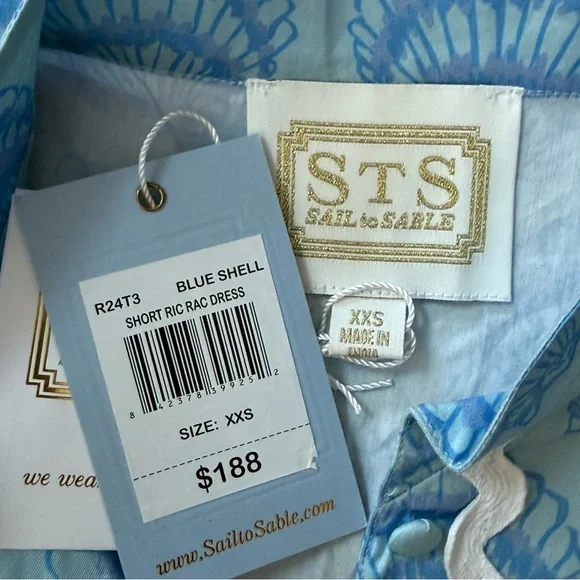 STS
SAIL to SABLE
XXS
MADE IN
INDIA
R24T3 BLUE SHELL
SHORT RIC RAC DRESS
8 42378 39925 2
SIZE: XXS
$188
www.SailtoSable.com
we wea